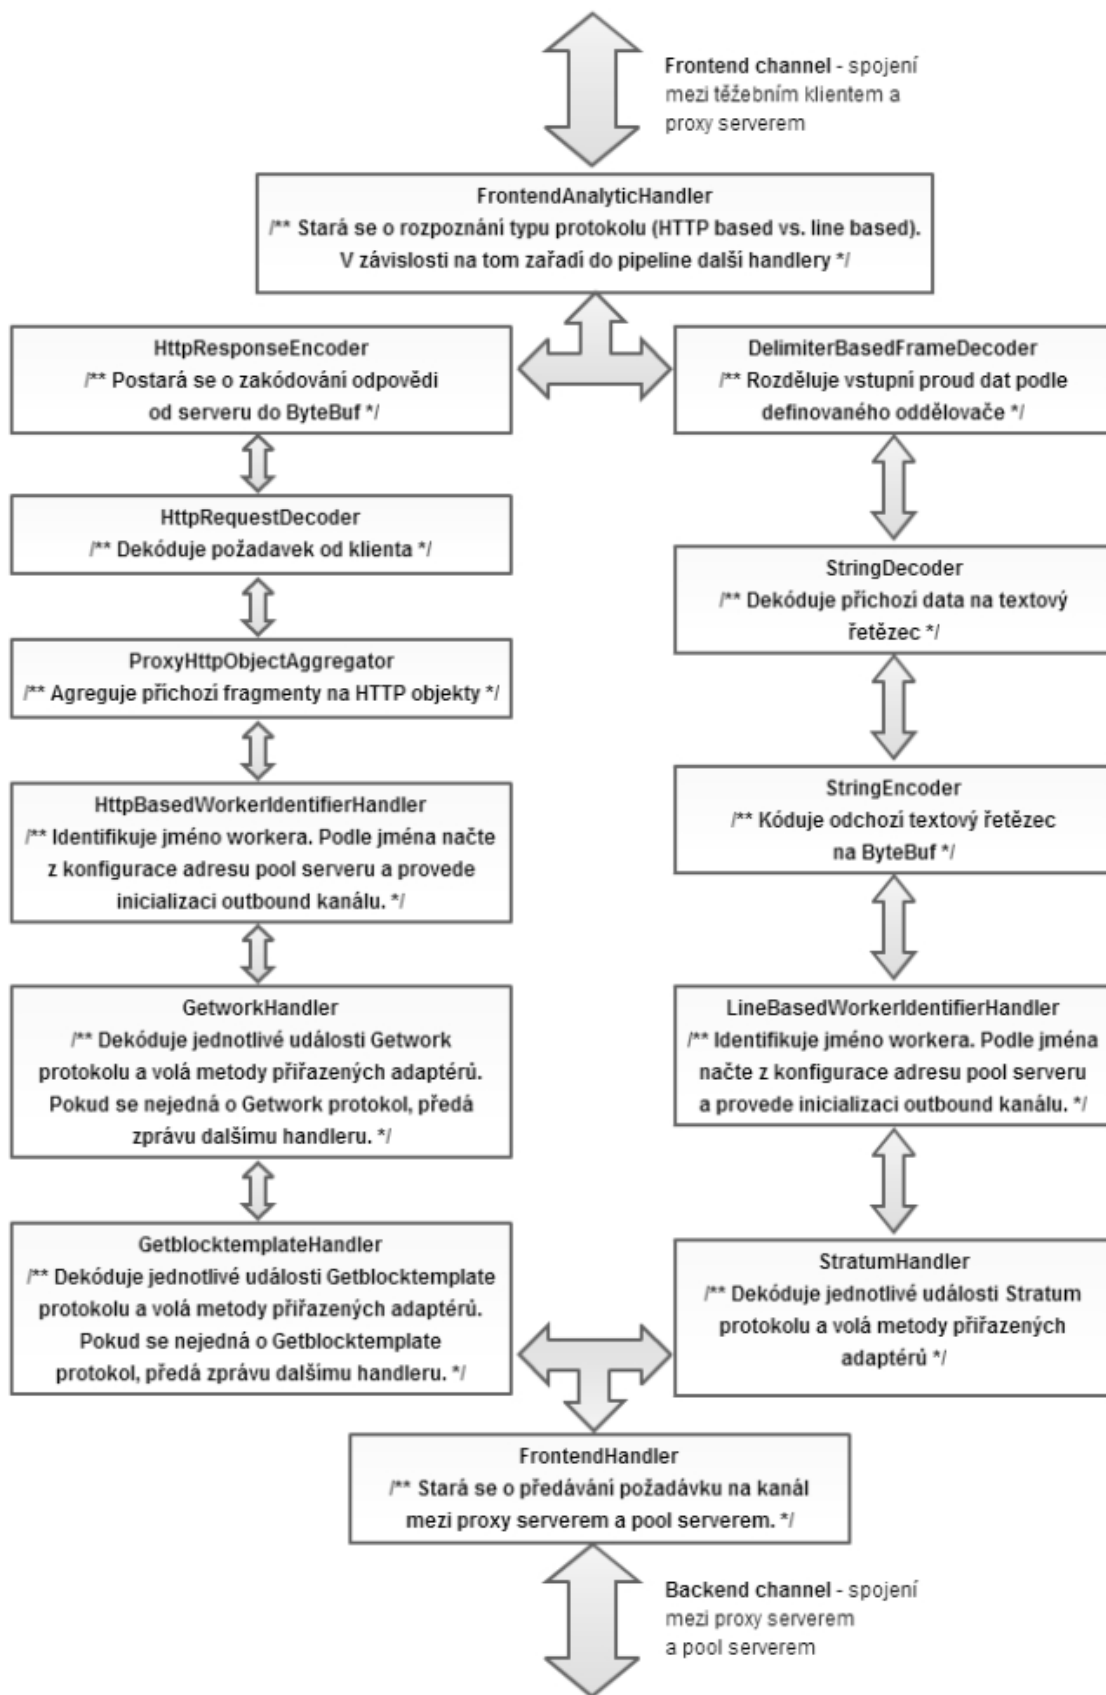 Frontend channel - spojení
mezi těžebním klientem a
proxy serverem
FrontendAnalyticHandler
/** Stará se o rozpoznání typu protokolu (HTTP based vs. line based).
V závislosti na tom zařadí do pipeline další handlery */
HttpResponseEncoder
/** Postará se o zakódování odpovědi
od serveru do ByteBuf */
HttpRequestDecoder
/** Dekóduje požadavek od klienta */
ProxyHttpObjectAggregator
/** Agreguje příchozí fragmenty na HTTP objekty */
HttpBasedWorkerIdentifierHandler
/** Identifikuje jméno workera. Podle jména načte
z konfigurace adresu pool serveru a provede
inicializaci outbound kanálu. */
GetworkHandler
/** Dekóduje jednotlivé události Getwork
protokolu a volá metody přiřazených adaptérů.
Pokud se nejedná o Getwork protokol, předá
zprávu dalšímu handleru. */
GetblocktemplateHandler
/** Dekóduje jednotlivé události Getblocktemplate
protokolu a volá metody přiřazených adaptérů.
Pokud se nejedná o Getblocktemplate
protokol, předá zprávu dalšímu handleru. */
DelimiterBasedFrameDecoder
/** Rozděluje vstupní proud dat podle
definovaného oddělovače */
StringDecoder
/** Dekóduje příchozí data na textový
řetězec */
StringEncoder
/** Kóduje odchozí textový řetězec
na ByteBuf */
LineBasedWorkerIdentifierHandler
/** Identifikuje jméno workera. Podle jména
načte z konfigurace adresu pool serveru
a provede inicializaci outbound kanálu. */
StratumHandler
/** Dekóduje jednotlivé události Stratum
protokolu a volá metody přiřazených
adaptérů */
FrontendHandler
/** Stará se o předávání požadávku na kanál
mezi proxy serverem a pool serverem. */
Backend channel - spojení
mezi proxy serverem
a pool serverem